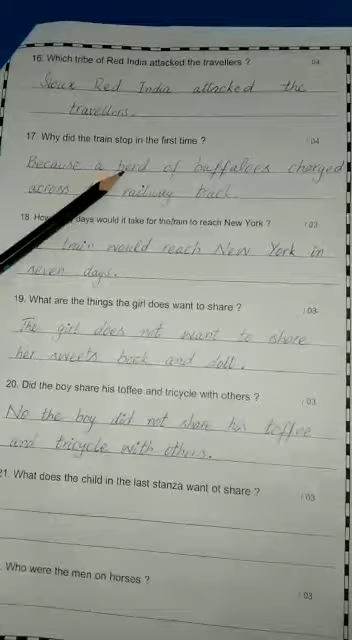 16. Which tribe of Red India attacked the travellers ? 04
Sioux Red India attacked the
travellers.
17. Why did the train stop in the first time ? 04
Because a herd of buffaloes charged
across railway track.
18. How days would it take for the train to reach New York ? 03
train would reach New York in
seven days.
19. What are the things the girl does want to share ? 03
The girl does not want to share
her sweets book and doll.
20. Did the boy share his toffee and tricycle with others ? 03
No the boy did not share his toffee
and tricycle with others.
21. What does the child in the last stanza want ot share ? 03
. Who were the men on horses ? 03